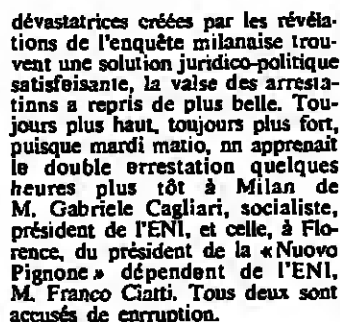 dévastatrices créées par les révéla-
tions de l'enquête milanaise trou-
vent une solution juridico-politique
satisfeisante, la valse des arresta-
tinns a repris de plus belle. Tou-
jours plus haut, toujours plus fort,
puisque mardi matio, nn apprenait
le double errestation quelques
heures plus tôt à Milan de
M. Gabriele Cagliari, socialiste,
président de l'ENI, et celle, à Flo-
rence, du président de la «Nuovo
Pignone» dépendent de l'ENI,
M. Franco Ciatti. Tous deux sont
accusés de enrruption.